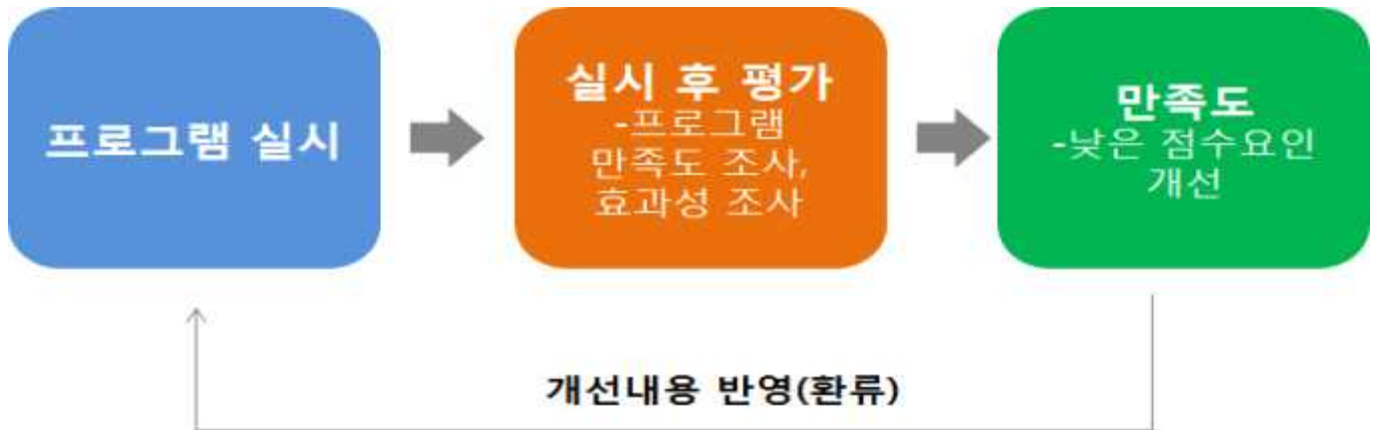 프로그램 실시
실시 후 평가
-프로그램
만족도 조사,
효과성 조사
만족도
-낮은 점수요인
개선
개선내용 반영(환류)